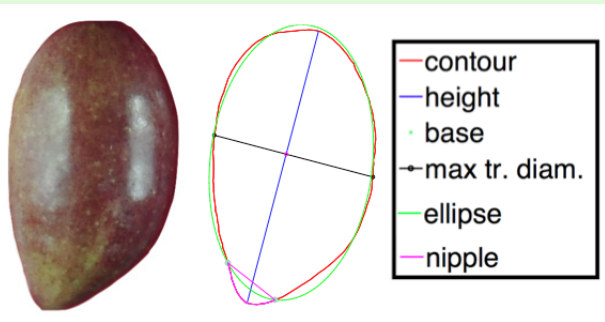 contour
height
base
max tr. diam.
ellipse
nipple